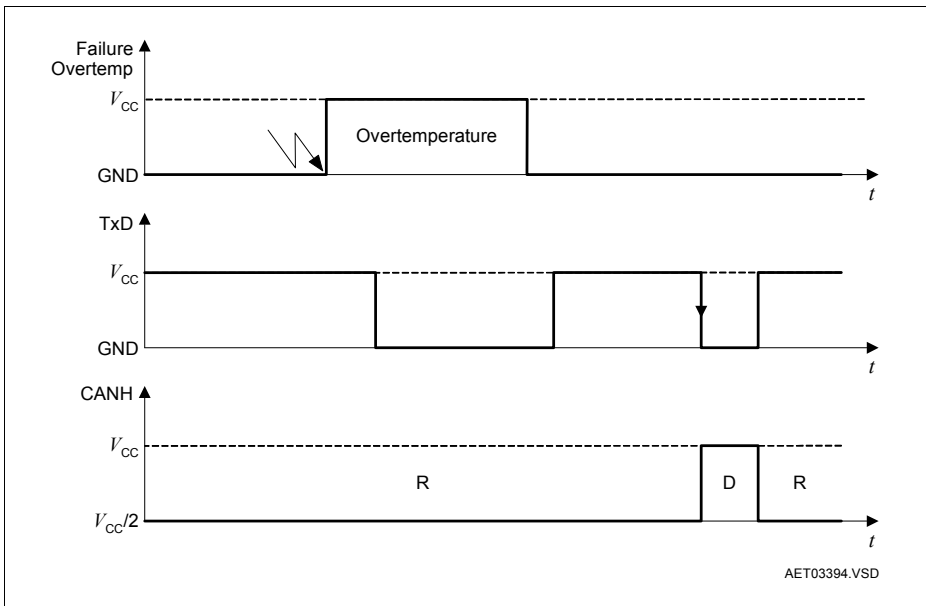 Failure
Overtemp
VCC
Overtemperature
GND
t
TxD
VCC
GND
t
CANH
VCC
R
D
R
VCC/2
t
AET03394.VSD